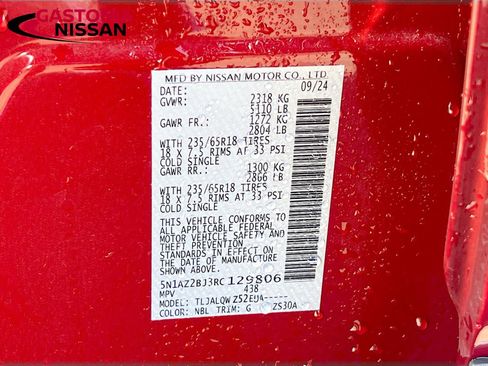 GASTO
NISSAN
MFD BY NISSAN MOTOR CO., LTD.
DATE: 09/24
GVWR: 2318 KG
5110 LB
GAWR FR.: 1272 KG
2804 LB
WITH 235/65R18 TIRES
18 X 7.5 RIMS AT 33 PSI
COLD SINGLE
GAWR RR.: 1300 KG
2866 LB
WITH 235/65R18 TIRES
18 X 7.5 RIMS AT 33 PSI
COLD SINGLE
THIS VEHICLE CONFORMS TO
ALL APPLICABLE FEDERAL
MOTOR VEHICLE SAFETY AND
THEFT PREVENTION
STANDARDS IN EFFECT ON
THE DATE OF MANUFACTURE
SHOWN ABOVE.
5N1AZ2BJ3RC129806
MPV 438
MODEL: TLJALQWZS2EUA-----
COLOR: NBL TRIM: G ZS30A